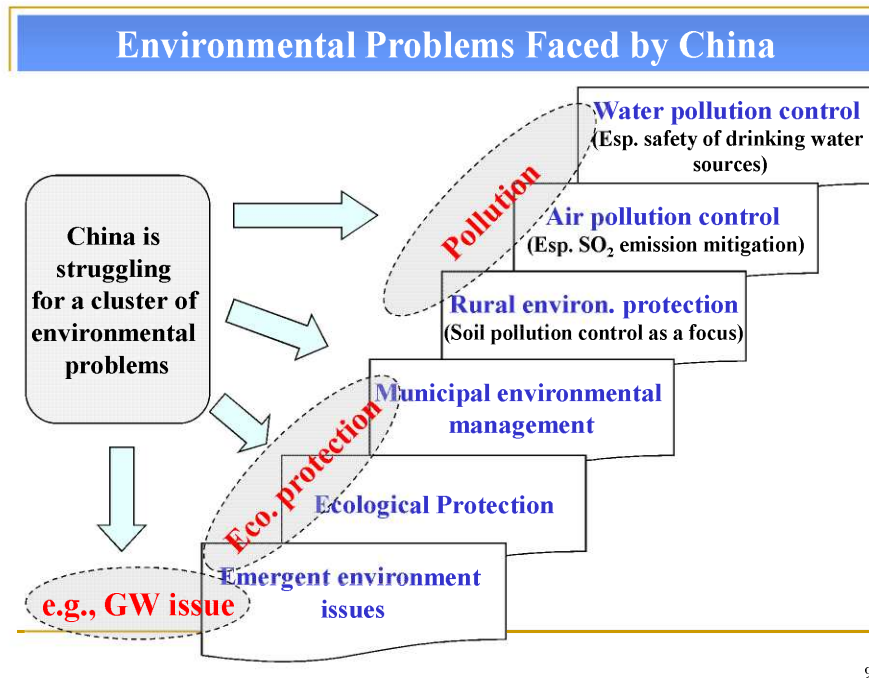 Environmental Problems Faced by China
Water pollution control
(Esp. safety of drinking water
sources)
Pollution
Air pollution control
(Esp. SO₂ emission mitigation)
China is
struggling
for a cluster of
environmental
problems
Rural environ. protection
(Soil pollution control as a focus)
Municipal environmental
management
Eco. protection
Ecological Protection
Emergent environment
issues
e.g., GW issue
9